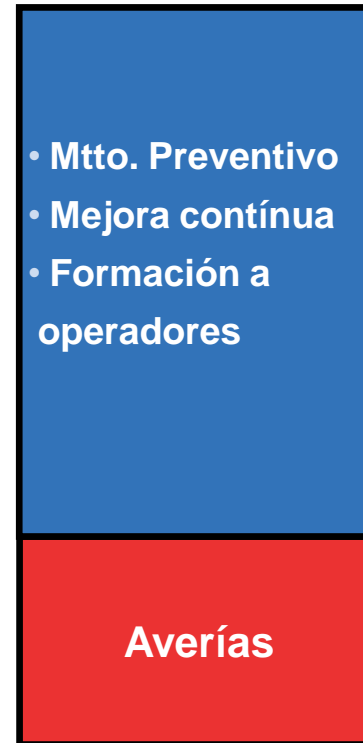 • Mtto. Preventivo
• Mejora contínua
• Formación a
operadores
Averías